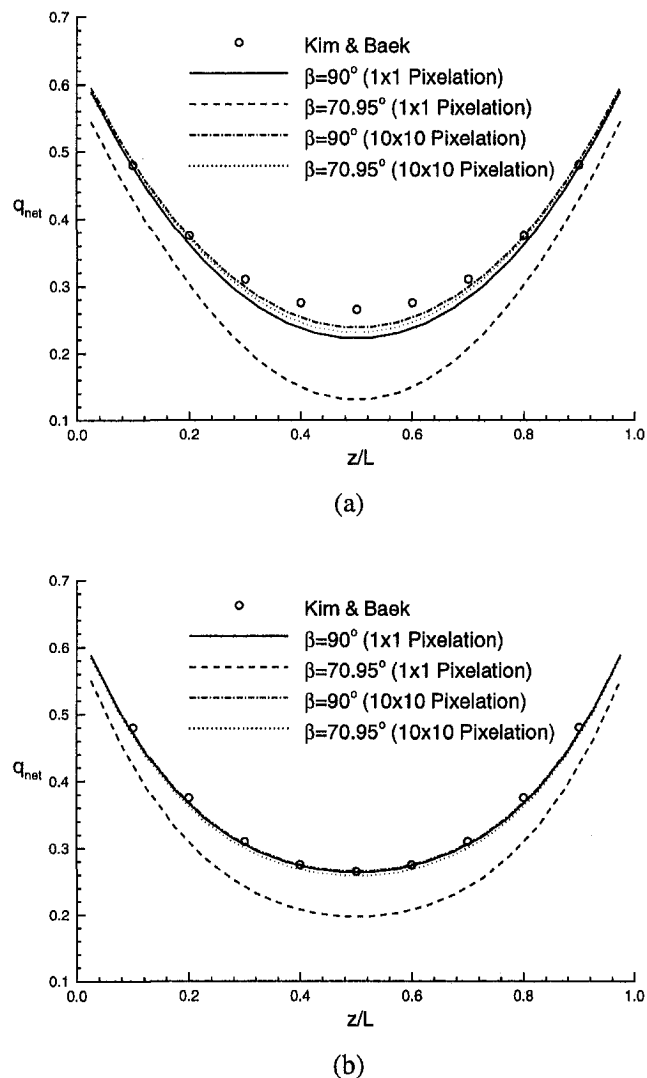 0.7
Kim & Baek
β=90° (1x1 Pixelation)
0.6
β=70.95° (1x1 Pixelation)
β=90° (10x10 Pixelation)
0.5
β=70.95° (10x10 Pixelation)
q_net
0.4
0.3
0.2
0.1
0.0 0.2 0.4 0.6 0.8 1.0
z/L
(a)
0.7
Kim & Baek
β=90° (1x1 Pixelation)
0.6
β=70.95° (1x1 Pixelation)
β=90° (10x10 Pixelation)
0.5
β=70.95° (10x10 Pixelation)
q_net
0.4
0.3
0.2
0.1
0.0 0.2 0.4 0.6 0.8 1.0
z/L
(b)